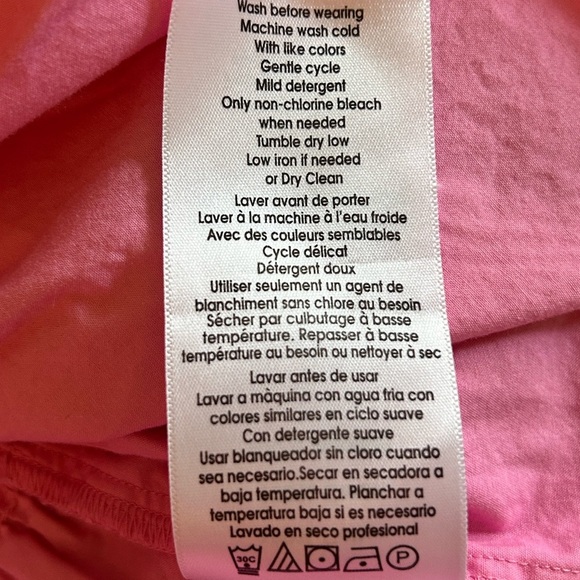 Wash before wearing
Machine wash cold
With like colors
Gentle cycle
Mild detergent
Only non-chlorine bleach
when needed
Tumble dry low
Low iron if needed
or Dry Clean
Laver avant de porter
Laver à la machine à l'eau froide
Avec des couleurs semblables
Cycle délicat
Détergent doux
Utiliser seulement un agent de
blanchiment sans chlore au besoin
Sécher par culbutage à basse
température. Repasser à basse
température au besoin ou nettoyer à sec
Lavar antes de usar
Lavar a màquina con agua fria con
colores similares en ciclo suave
Con detergente suave
Usar blanqueador sin cloro cuando
sea necesario.Secar en secadora a
baja temperatura. Planchar a
temperatura baja si es necesario
Lavado en seco profesional
30C P